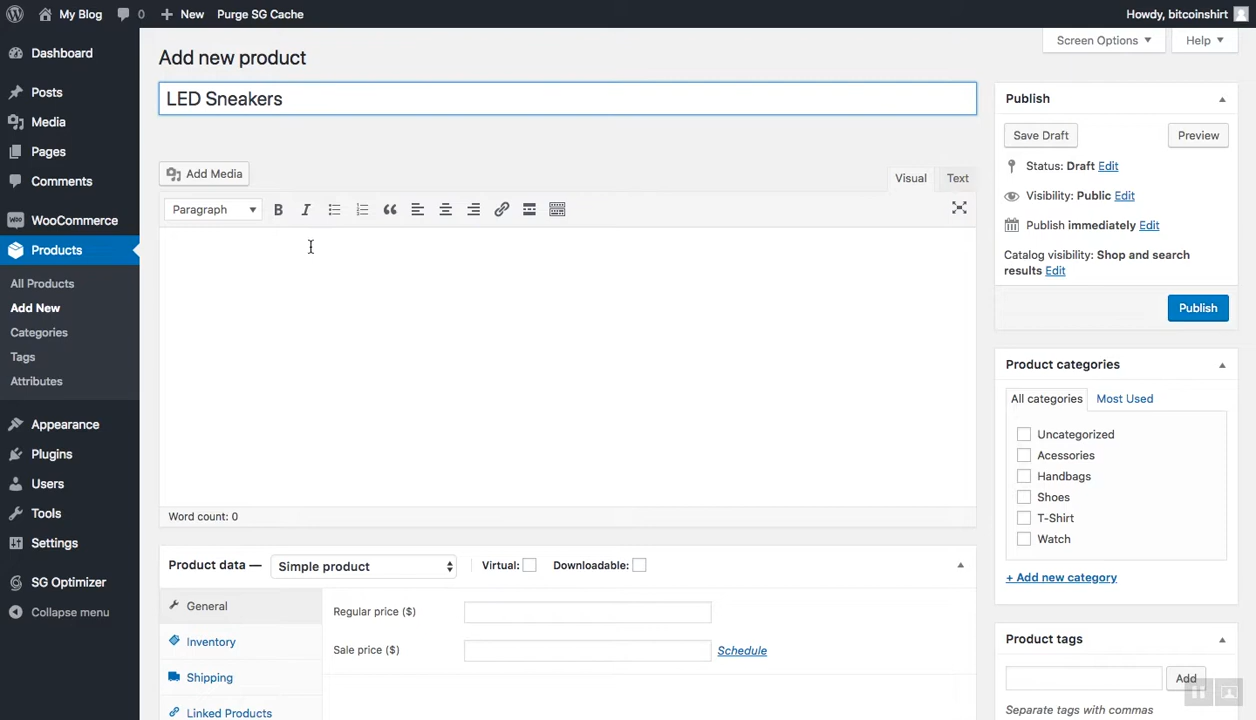 My Blog 0 New Purge SG Cache Howdy, bitcoinshirt
Screen Options Help
Dashboard
Posts
Media
Pages
Comments
WooCommerce
Products
All Products
Add New
Categories
Tags
Attributes
Appearance
Plugins
Users
Tools
Settings
SG Optimizer
Collapse menu
Add new product
LED Sneakers
Add Media
Visual Text
Paragraph B I
Word count: 0
Product data — Simple product Virtual: Downloadable:
General
Inventory
Shipping
Linked Products
Regular price ($)
Sale price ($) Schedule
Publish
Save Draft Preview
Status: Draft Edit
Visibility: Public Edit
Publish immediately Edit
Catalog visibility: Shop and search
results Edit
Publish
Product categories
All categories Most Used
Uncategorized
Acessories
Handbags
Shoes
T-Shirt
Watch
+ Add new category
Product tags
Add
Separate tags with commas